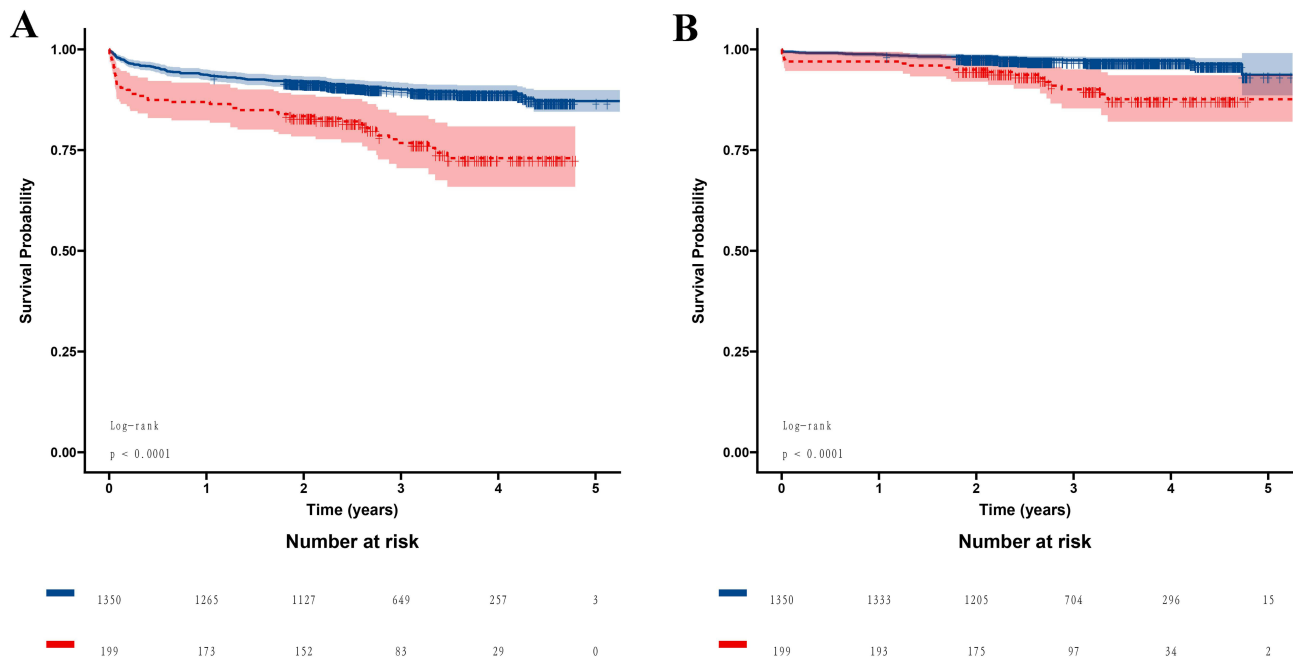 A
1.00
0.75
0.50
0.25
0.00
Survival Probability
Log-rank
p < 0.0001
0 1 2 3 4 5
Time (years)
Number at risk
1350 1265 1127 649 257 3
199 173 152 83 29 0
B
1.00
0.75
0.50
0.25
0.00
Survival Probability
Log-rank
p < 0.0001
0 1 2 3 4 5
Time (years)
Number at risk
1350 1333 1205 704 296 15
199 193 175 97 34 2